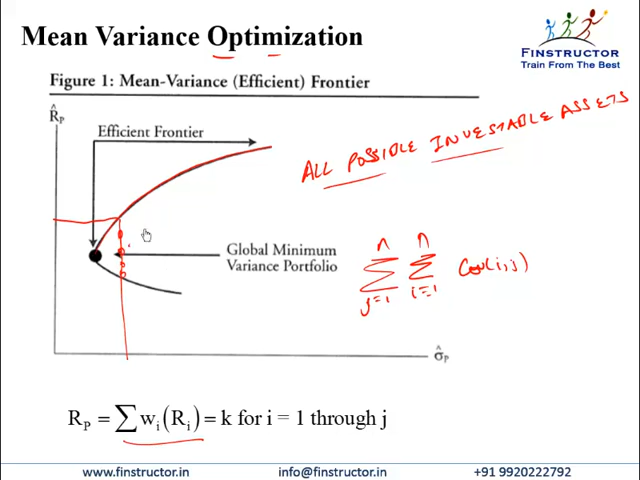 Mean Variance Optimization
FINSTRUCTOR
Train From The Best
Figure 1: Mean-Variance (Efficient) Frontier
R̂P
Efficient Frontier
ALL POSSIBLE INVESTABLE ASSETS
Global Minimum
Variance Portfolio
n n
Σ Σ Cov(i,j)
j=1 i=1
σ̂P
RP = ∑ wi(Ri) = k for i = 1 through j
www.finstructor.in info@finstructor.in +91 9920222792